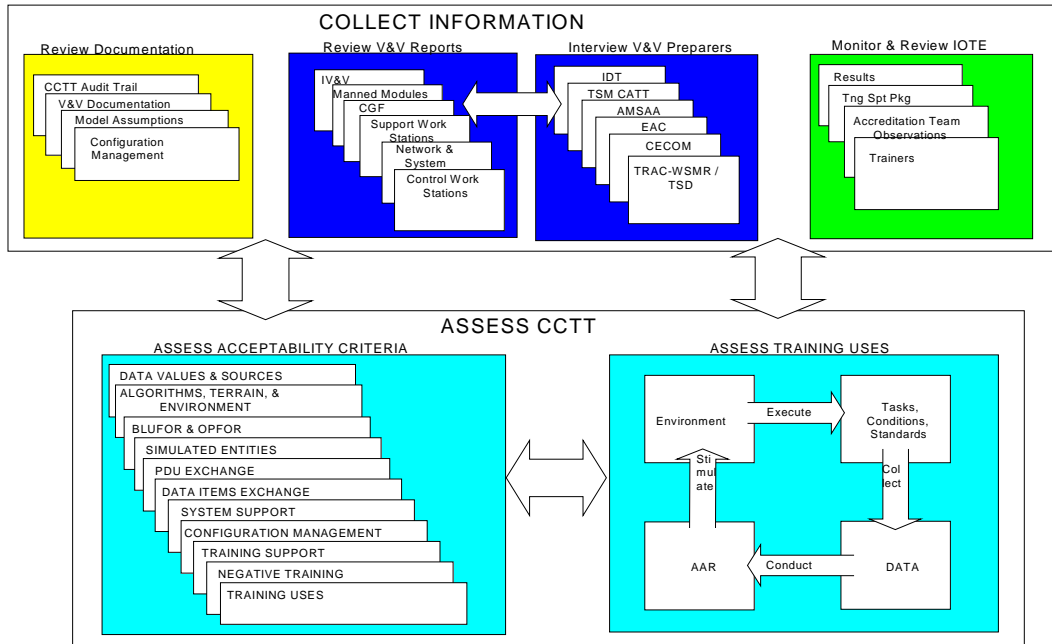 COLLECT INFORMATION
Review Documentation
CCTT Audit Trail
V&V Documentation
Model Assumptions
Configuration
Management
Review V&V Reports
IV&V
Manned Modules
CGF
Support Work
Stations
Network &
System
Control Work
Stations
Interview V&V Preparers
IDT
TSM CATT
AMSAA
EAC
CECOM
TRAC-WSMR /
TSD
Monitor & Review IOTE
Results
Tng Spt Pkg
Accreditation Team
Observations
Trainers
ASSESS CCTT
ASSESS ACCEPTABILITY CRITERIA
DATA VALUES & SOURCES
ALGORITHMS, TERRAIN, &
ENVIRONMENT
BLUFOR & OPFOR
SIMULATED ENTITIES
PDU EXCHANGE
DATA ITEMS EXCHANGE
SYSTEM SUPPORT
CONFIGURATION MANAGEMENT
TRAINING SUPPORT
NEGATIVE TRAINING
TRAINING USES
ASSESS TRAINING USES
Environment
Execute
Tasks,
Conditions,
Standards
Sti
mul
ate
Coll
ect
AAR
Conduct
DATA